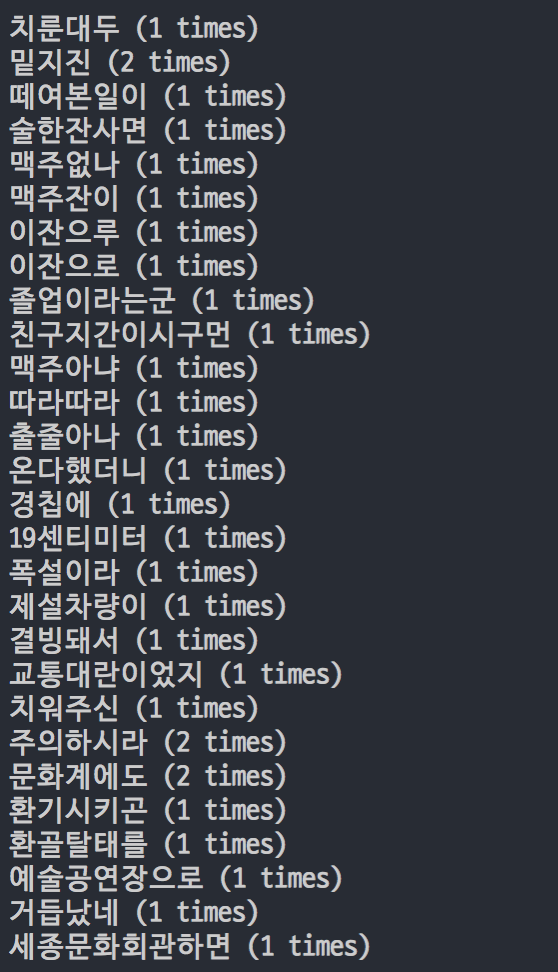 치룬대두 (1 times)
밑지진 (2 times)
떼여본일이 (1 times)
술한잔사면 (1 times)
맥주없나 (1 times)
맥주잔이 (1 times)
이잔으루 (1 times)
이잔으로 (1 times)
졸업이라는군 (1 times)
친구지간이시구먼 (1 times)
맥주아냐 (1 times)
따라따라 (1 times)
출줄아나 (1 times)
온다했더니 (1 times)
경칩에 (1 times)
19센티미터 (1 times)
폭설이라 (1 times)
제설차량이 (1 times)
결빙돼서 (1 times)
교통대란이었지 (1 times)
치워주신 (1 times)
주의하시라 (2 times)
문화계에도 (2 times)
환기시키곤 (1 times)
환골탈태를 (1 times)
예술공연장으로 (1 times)
거듭났네 (1 times)
세종문화회관하면 (1 times)